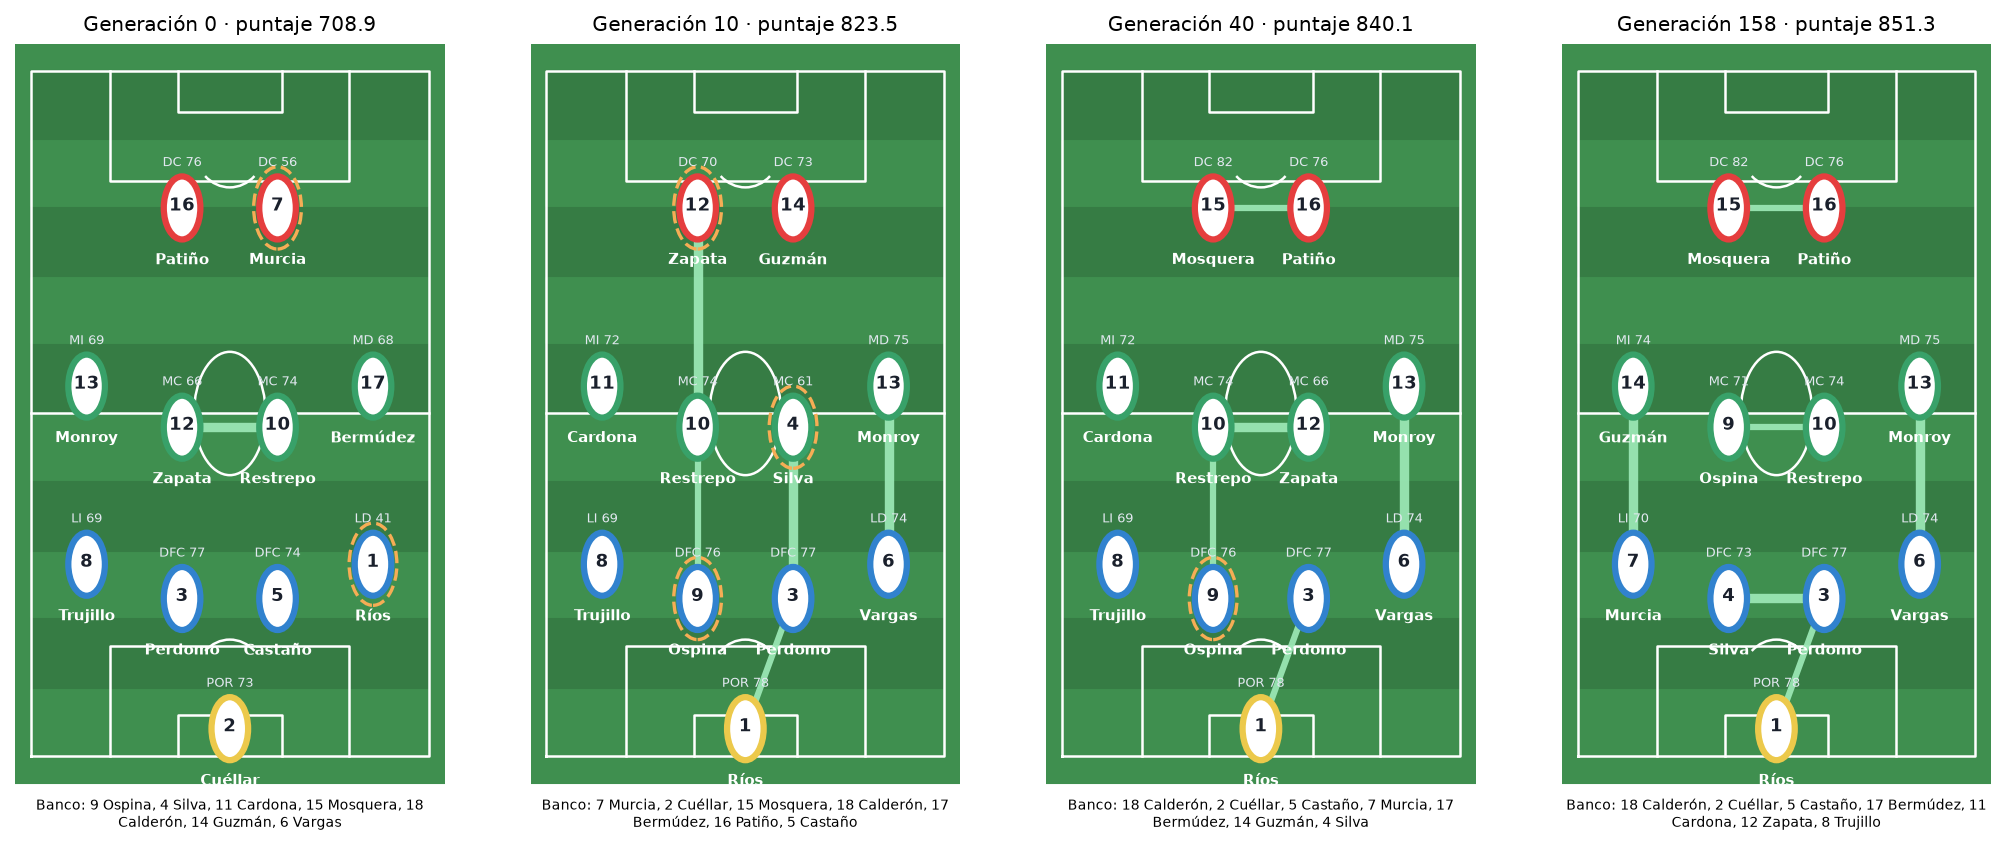 Generación 0 · puntaje 708.9
DC 76
DC 56
16
7
Patiño
Murcia
MI 69
MD 68
13
17
MC 66
MC 74
12
10
Monroy
Bermúdez
Zapata
Restrepo
LI 69
LD 41
8
1
DFC 77
DFC 74
3
5
Trujillo
Ríos
Perdomo
Castaño
POR 73
2
Cuéllar
Banco: 9 Ospina, 4 Silva, 11 Cardona, 15 Mosquera, 18
Calderón, 14 Guzmán, 6 Vargas
Generación 10 · puntaje 823.5
DC 70
DC 73
12
14
Zapata
Guzmán
MI 72
MD 75
11
13
MC 74
MC 61
10
4
Cardona
Monroy
Restrepo
Silva
LI 69
LD 74
8
6
DFC 76
DFC 77
9
3
Trujillo
Vargas
Ospina
Perdomo
POR 78
1
Ríos
Banco: 7 Murcia, 2 Cuéllar, 15 Mosquera, 18 Calderón, 17
Bermúdez, 16 Patiño, 5 Castaño
Generación 40 · puntaje 840.1
DC 82
DC 76
15
16
Mosquera
Patiño
MI 72
MD 75
11
13
MC 74
MC 66
10
12
Cardona
Monroy
Restrepo
Zapata
LI 69
LD 74
8
6
DFC 76
DFC 77
9
3
Trujillo
Vargas
Ospina
Perdomo
POR 78
1
Ríos
Banco: 18 Calderón, 2 Cuéllar, 5 Castaño, 7 Murcia, 17
Bermúdez, 14 Guzmán, 4 Silva
Generación 158 · puntaje 851.3
DC 82
DC 76
15
16
Mosquera
Patiño
MI 74
MD 75
14
13
MC 71
MC 74
9
10
Guzmán
Monroy
Ospina
Restrepo
LI 70
LD 74
7
6
DFC 73
DFC 77
4
3
Murcia
Vargas
Silva
Perdomo
POR 78
1
Ríos
Banco: 18 Calderón, 2 Cuéllar, 5 Castaño, 17 Bermúdez, 11
Cardona, 12 Zapata, 8 Trujillo